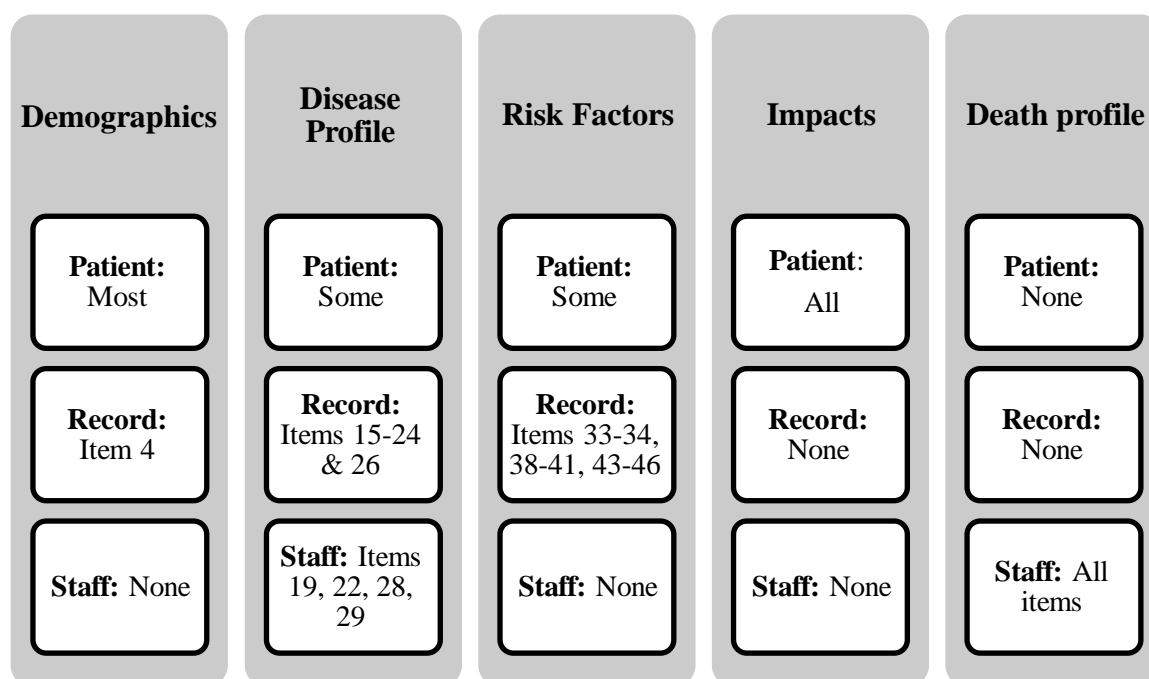 Demographics
Patient:
Most
Record:
Item 4
Staff: None
Disease
Profile
Patient:
Some
Record:
Items 15-24
& 26
Staff: Items
19, 22, 28,
29
Risk Factors
Patient:
Some
Record:
Items 33-34,
38-41, 43-46
Staff: None
Impacts
Patient:
All
Record:
None
Staff: None
Death profile
Patient:
None
Record:
None
Staff: All
items